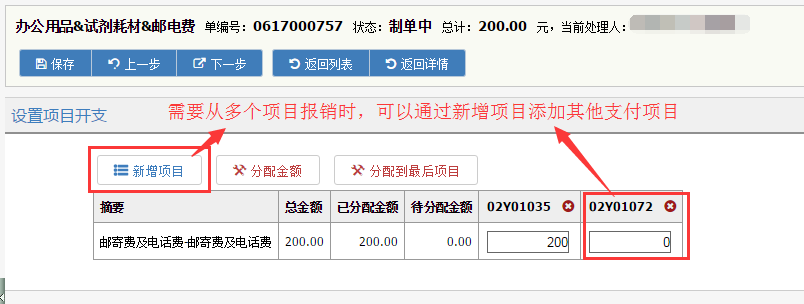 办公用品&试剂耗材&邮电费 单编号：0617000757 状态：制单中 总计：200.00 元，当前处理人：
保存 上一步 下一步 返回列表 返回详情
设置项目开支 需要从多个项目报销时，可以通过新增项目添加其他支付项目
新增项目 分配金额 分配到最后项目
摘要 总金额 已分配金额 待分配金额 02Y01035 02Y01072
邮寄费及电话费-邮寄费及电话费 200.00 200.00 0.00 200 0